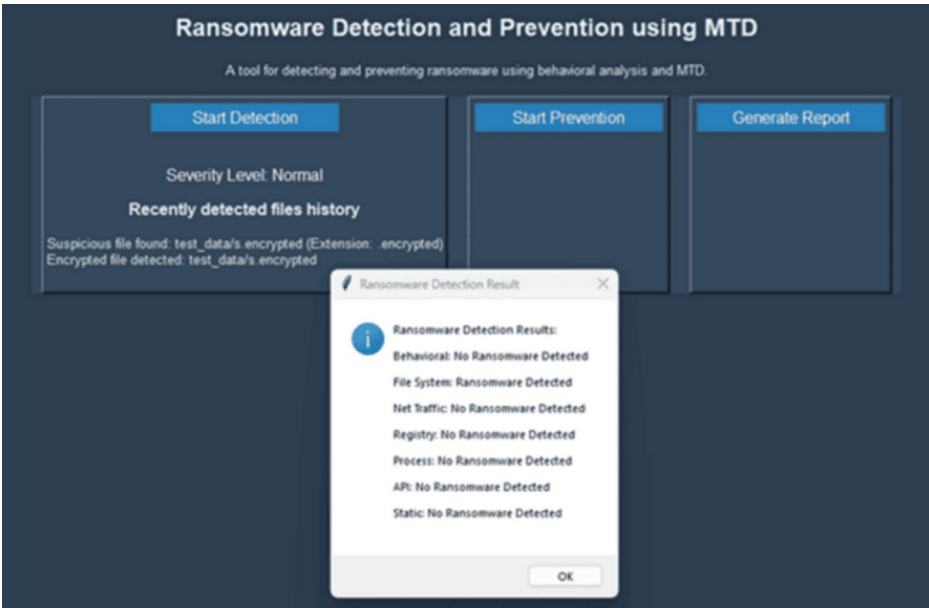 Ransomware Detection and Prevention using MTD
A tool for detecting and preventing ransomware using behavioral analysis and MTD.
Start Detection
Severity Level: Normal
Recently detected files history
Suspicious file found: test_data/s.encrypted (Extension: .encrypted)
Encrypted file detected: test_data/s.encrypted
Start Prevention
Generate Report
Ransomware Detection Result
Ransomware Detection Results:
Behavioral: No Ransomware Detected
File System: Ransomware Detected
Net Traffic: No Ransomware Detected
Registry: No Ransomware Detected
Process: No Ransomware Detected
API: No Ransomware Detected
Static: No Ransomware Detected
OK